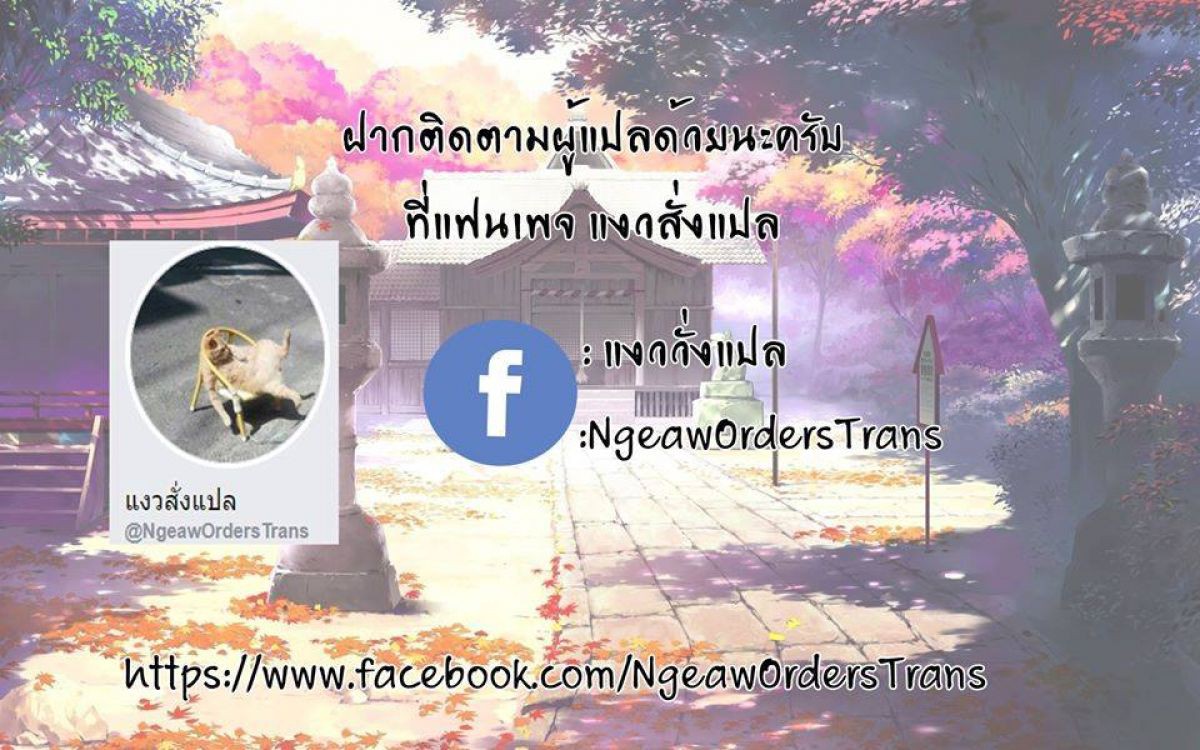 ฝากติดตามผู้แปลด้วยนะครับ
ที่แฟนเพจ แงวสั่งแปล
f
: แงววั่งแปล
:NgeawOrdersTrans
แงวสั่งแปล
@NgeawOrdersTrans
https://www.facebook.com/NgeawOrdersTrans